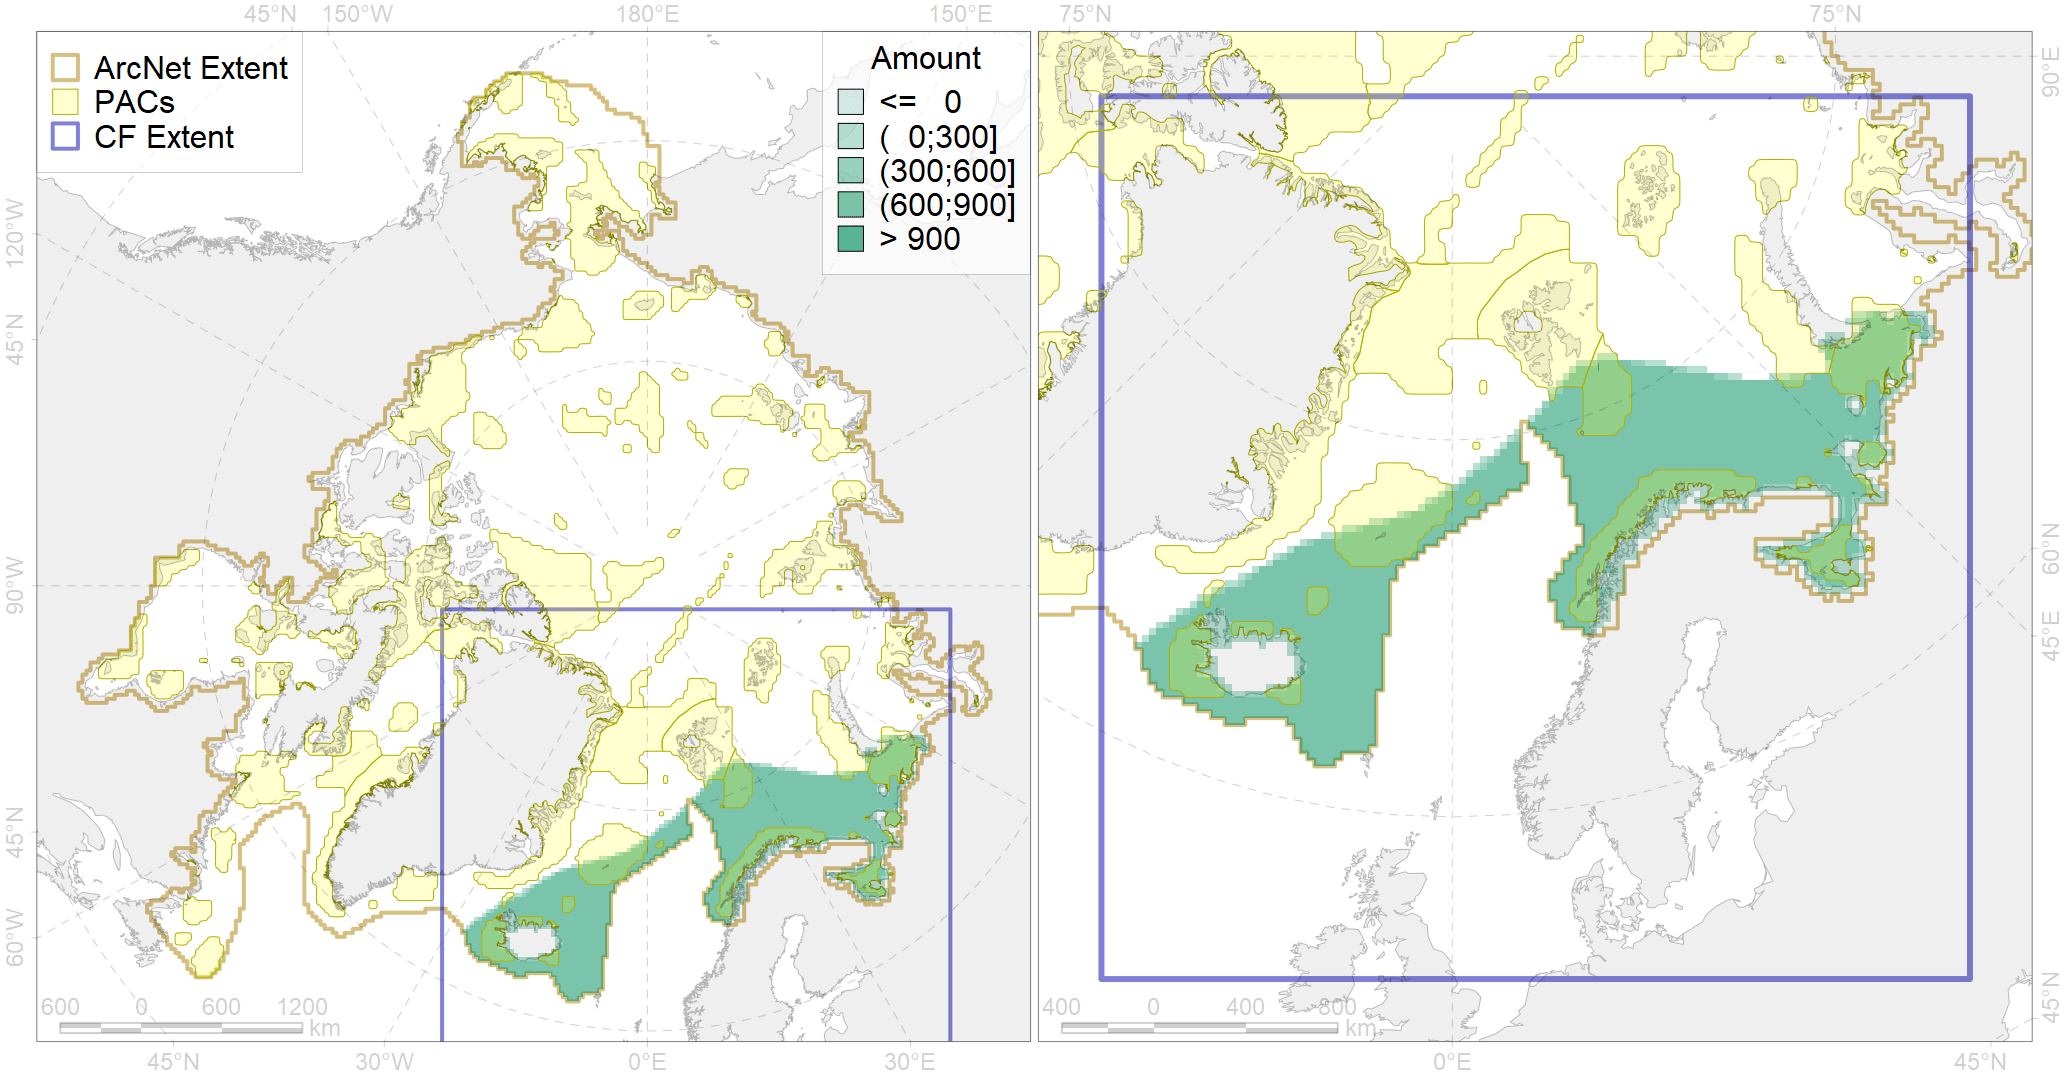 45°N 150°W 180°E 150°E 75°N 75°N
ArcNet Extent
PACs
CF Extent
Amount
<= 0
( 0;300]
(300;600]
(600;900]
> 900
120°W
45°N
90°W
45°N
60°W
90°E
60°N
45°E
45°N
600 0 600 1200
km
400 0 400 800
km
45°N 30°W 0°E 30°E 0°E 45°N